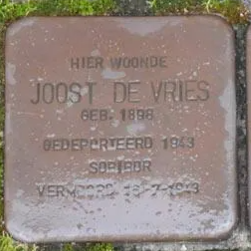 HIER WOONDE
JOOST DE VRIES
GEB. 1896
GEDEPORTEERD 1943
SOBIBOR
VERMOORD 16-7-1943